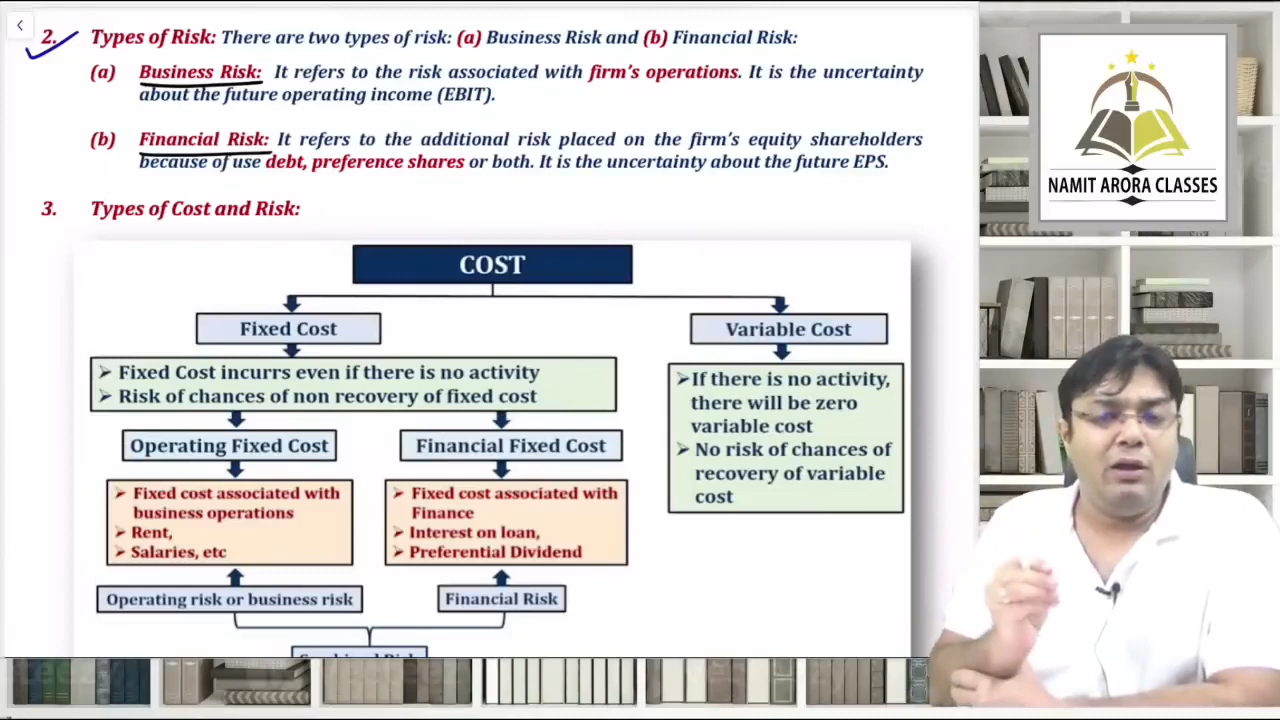 2. Types of Risk: There are two types of risk: (a) Business Risk and (b) Financial Risk:
(a) Business Risk: It refers to the risk associated with firm's operations. It is the uncertainty
about the future operating income (EBIT).
(b) Financial Risk: It refers to the additional risk placed on the firm's equity shareholders
because of use debt, preference shares or both. It is the uncertainty about the future EPS.
3. Types of Cost and Risk:
COST
Fixed Cost
Variable Cost
➢ Fixed Cost incurrs even if there is no activity
➢ Risk of chances of non recovery of fixed cost
➢If there is no activity,
there will be zero
variable cost
➢ No risk of chances of
recovery of variable
cost
Operating Fixed Cost
Financial Fixed Cost
➢ Fixed cost associated with
business operations
➢ Rent,
➢ Salaries, etc
➢ Fixed cost associated with
Finance
➢ Interest on loan,
➢ Preferential Dividend
Operating risk or business risk
Financial Risk
NAMIT ARORA CLASSES